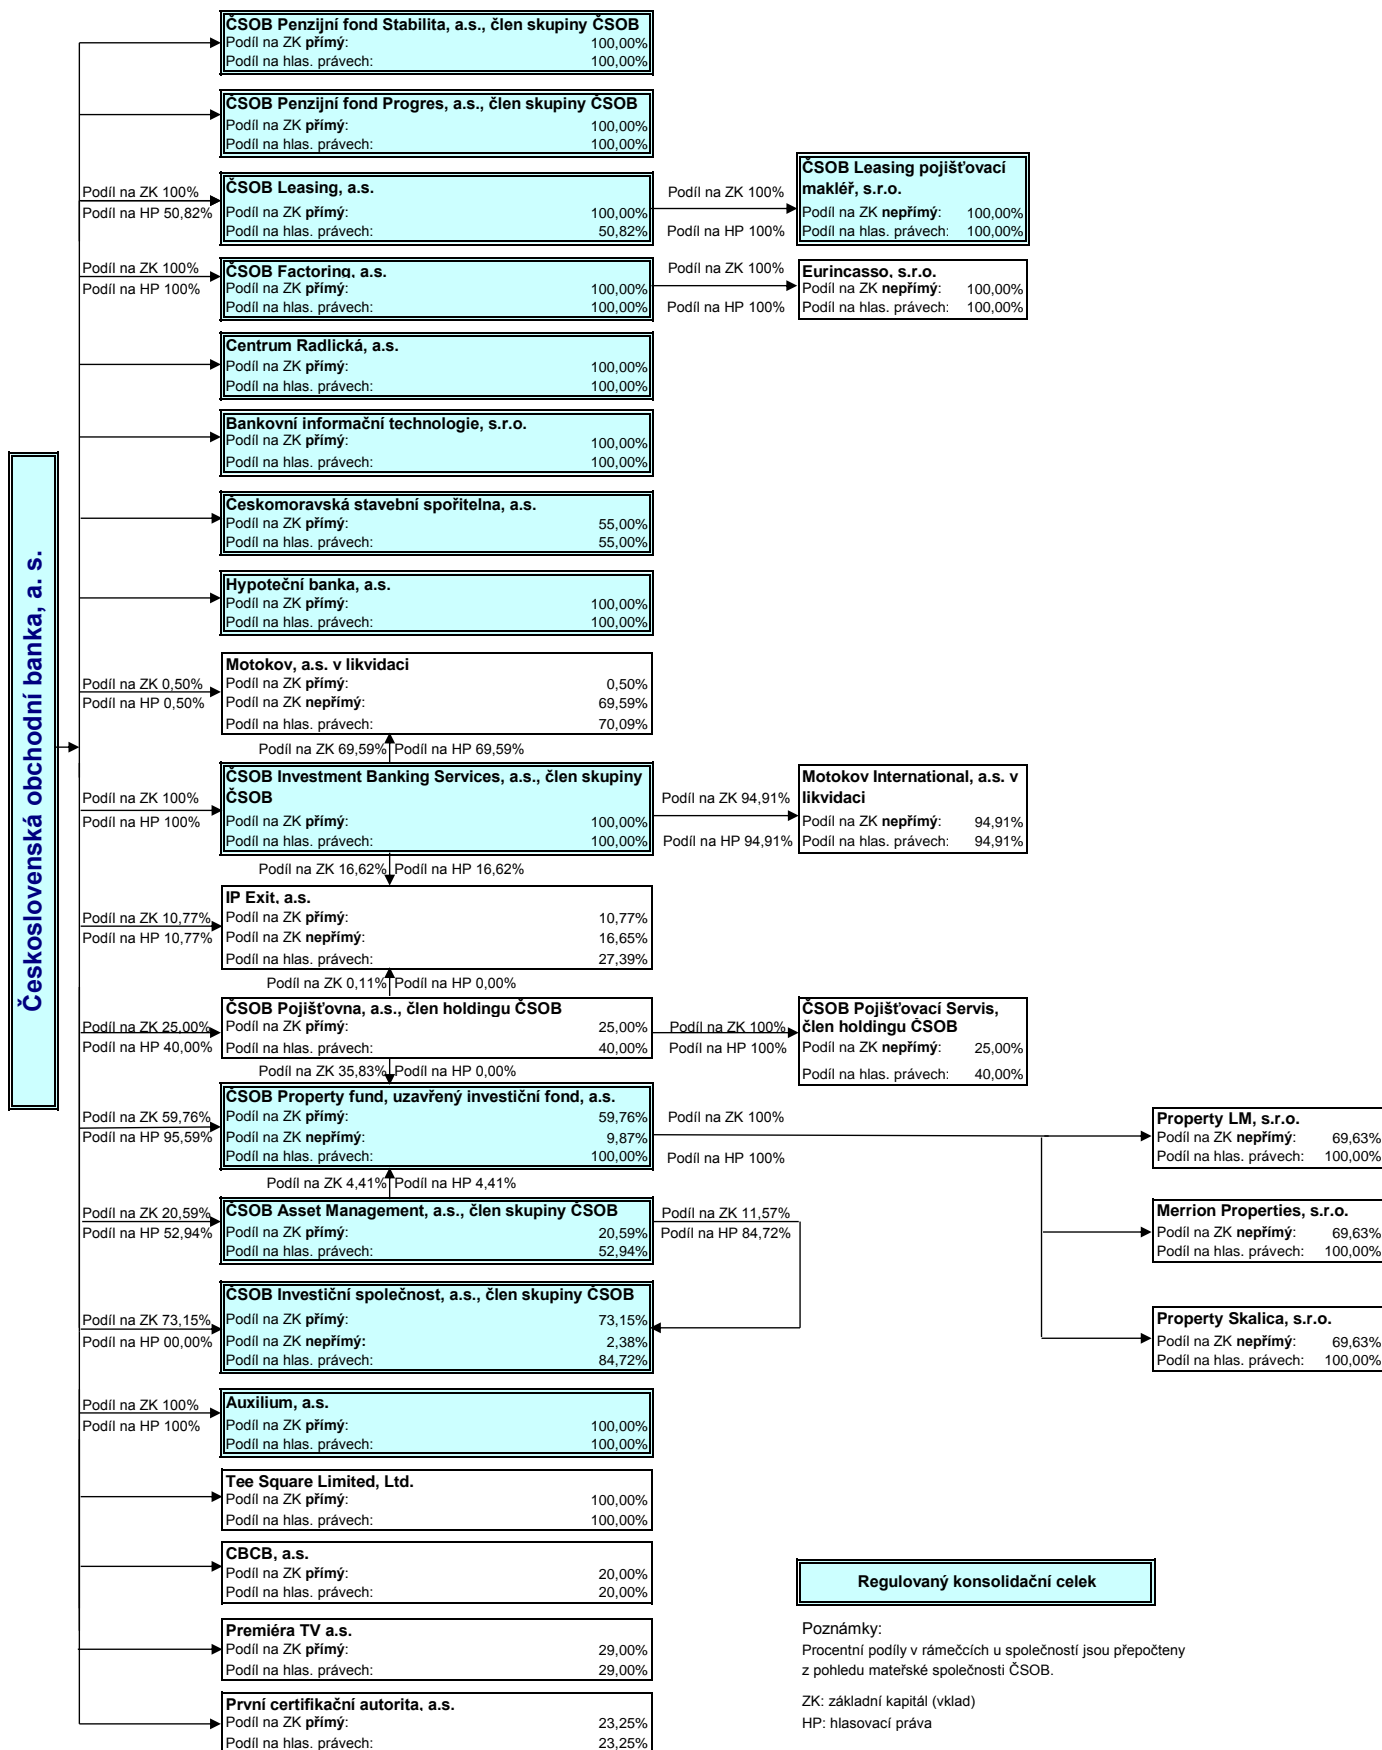 Československá obchodní banka, a. s.
ČSOB Penzijní fond Stabilita, a.s., člen skupiny ČSOB
Podíl na ZK přímý: 100,00%
Podíl na hlas. právech: 100,00%
ČSOB Penzijní fond Progres, a.s., člen skupiny ČSOB
Podíl na ZK přímý: 100,00%
Podíl na hlas. právech: 100,00%
Podíl na ZK 100%
Podíl na HP 50,82%
ČSOB Leasing, a.s.
Podíl na ZK přímý: 100,00%
Podíl na hlas. právech: 50,82%
Podíl na ZK 100%
Podíl na HP 100%
ČSOB Leasing pojišťovací
makléř, s.r.o.
Podíl na ZK nepřímý: 100,00%
Podíl na hlas. právech: 100,00%
Podíl na ZK 100%
Podíl na HP 100%
ČSOB Factoring, a.s.
Podíl na ZK přímý: 100,00%
Podíl na hlas. právech: 100,00%
Podíl na ZK 100%
Podíl na HP 100%
Eurincasso, s.r.o.
Podíl na ZK nepřímý: 100,00%
Podíl na hlas. právech: 100,00%
Centrum Radlická, a.s.
Podíl na ZK přímý: 100,00%
Podíl na hlas. právech: 100,00%
Bankovní informační technologie, s.r.o.
Podíl na ZK přímý: 100,00%
Podíl na hlas. právech: 100,00%
Českomoravská stavební spořitelna, a.s.
Podíl na ZK přímý: 55,00%
Podíl na hlas. právech: 55,00%
Hypoteční banka, a.s.
Podíl na ZK přímý: 100,00%
Podíl na hlas. právech: 100,00%
Podíl na ZK 0,50%
Podíl na HP 0,50%
Motokov, a.s. v likvidaci
Podíl na ZK přímý: 0,50%
Podíl na ZK nepřímý: 69,59%
Podíl na hlas. právech: 70,09%
Podíl na ZK 69,59% Podíl na HP 69,59%
Podíl na ZK 100%
Podíl na HP 100%
ČSOB Investment Banking Services, a.s., člen skupiny
ČSOB
Podíl na ZK přímý: 100,00%
Podíl na hlas. právech: 100,00%
Podíl na ZK 94,91%
Podíl na HP 94,91%
Motokov International, a.s. v
likvidaci
Podíl na ZK nepřímý: 94,91%
Podíl na hlas. právech: 94,91%
Podíl na ZK 16,62% Podíl na HP 16,62%
Podíl na ZK 10,77%
Podíl na HP 10,77%
IP Exit, a.s.
Podíl na ZK přímý: 10,77%
Podíl na ZK nepřímý: 16,65%
Podíl na hlas. právech: 27,39%
Podíl na ZK 0,11% Podíl na HP 0,00%
Podíl na ZK 25,00%
Podíl na HP 40,00%
ČSOB Pojišťovna, a.s., člen holdingu ČSOB
Podíl na ZK přímý: 25,00%
Podíl na hlas. právech: 40,00%
Podíl na ZK 100%
Podíl na HP 100%
ČSOB Pojišťovací Servis,
člen holdingu ČSOB
Podíl na ZK nepřímý: 25,00%
Podíl na hlas. právech: 40,00%
Podíl na ZK 35,83% Podíl na HP 0,00%
Podíl na ZK 59,76%
Podíl na HP 95,59%
ČSOB Property fund, uzavřený investiční fond, a.s.
Podíl na ZK přímý: 59,76%
Podíl na ZK nepřímý: 9,87%
Podíl na hlas. právech: 100,00%
Podíl na ZK 100%
Podíl na HP 100%
Property LM, s.r.o.
Podíl na ZK nepřímý: 69,63%
Podíl na hlas. právech: 100,00%
Podíl na ZK 4,41% Podíl na HP 4,41%
Podíl na ZK 20,59%
Podíl na HP 52,94%
ČSOB Asset Management, a.s., člen skupiny ČSOB
Podíl na ZK přímý: 20,59%
Podíl na hlas. právech: 52,94%
Podíl na ZK 11,57%
Podíl na HP 84,72%
Merrion Properties, s.r.o.
Podíl na ZK nepřímý: 69,63%
Podíl na hlas. právech: 100,00%
Podíl na ZK 73,15%
Podíl na HP 00,00%
ČSOB Investiční společnost, a.s., člen skupiny ČSOB
Podíl na ZK přímý: 73,15%
Podíl na ZK nepřímý: 2,38%
Podíl na hlas. právech: 84,72%
Property Skalica, s.r.o.
Podíl na ZK nepřímý: 69,63%
Podíl na hlas. právech: 100,00%
Podíl na ZK 100%
Podíl na HP 100%
Auxilium, a.s.
Podíl na ZK přímý: 100,00%
Podíl na hlas. právech: 100,00%
Tee Square Limited, Ltd.
Podíl na ZK přímý: 100,00%
Podíl na hlas. právech: 100,00%
CBCB, a.s.
Podíl na ZK přímý: 20,00%
Podíl na hlas. právech: 20,00%
Premiéra TV a.s.
Podíl na ZK přímý: 29,00%
Podíl na hlas. právech: 29,00%
První certifikační autorita, a.s.
Podíl na ZK přímý: 23,25%
Podíl na hlas. právech: 23,25%
Regulovaný konsolidační celek
Poznámky:
Procentní podíly v rámečcích u společností jsou přepočteny
z pohledu mateřské společnosti ČSOB.
ZK: základní kapitál (vklad)
HP: hlasovací práva